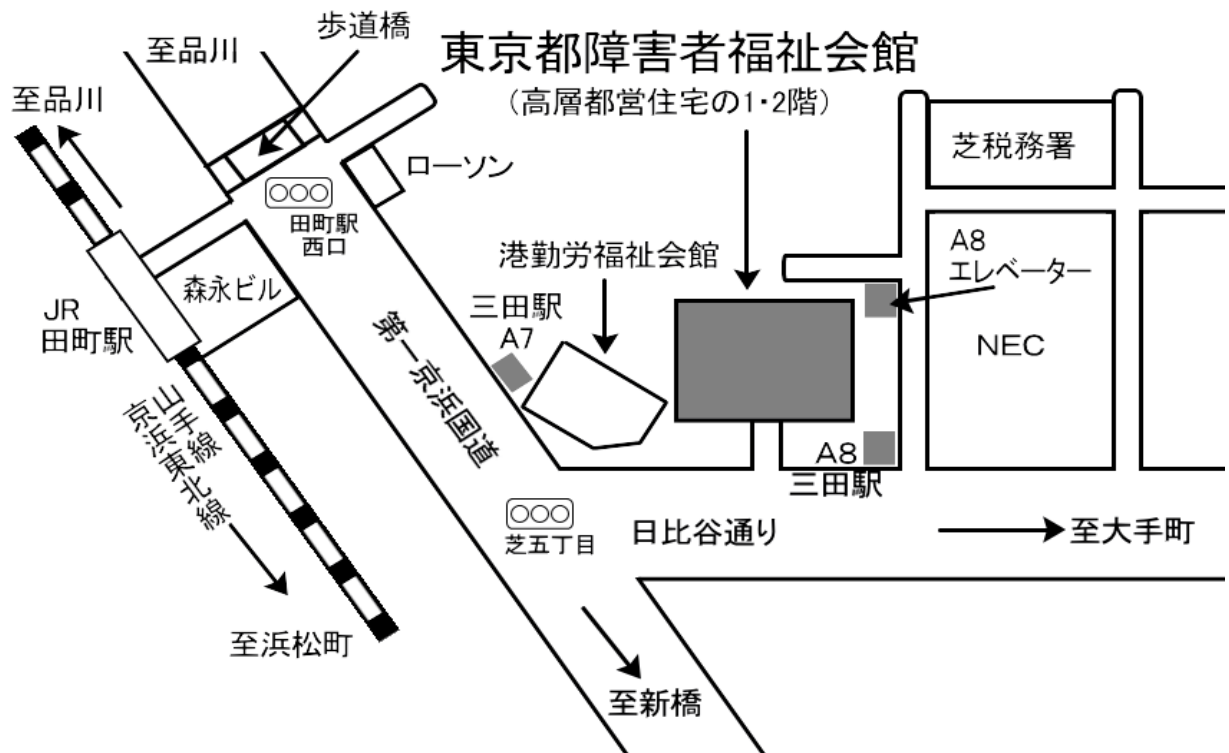 歩道橋
東京都障害者福祉会館
(高層都営住宅の1・2階)
至品川
至品川
芝税務署
ローソン
田町駅
西口
A8
エレベーター
港勤労福祉会館
森永ビル
三田駅
A7
JR
田町駅
第一京浜国道
NEC
山手線
京浜東北線
A8
三田駅
芝五丁目
日比谷通り
至大手町
至浜松町
至新橋